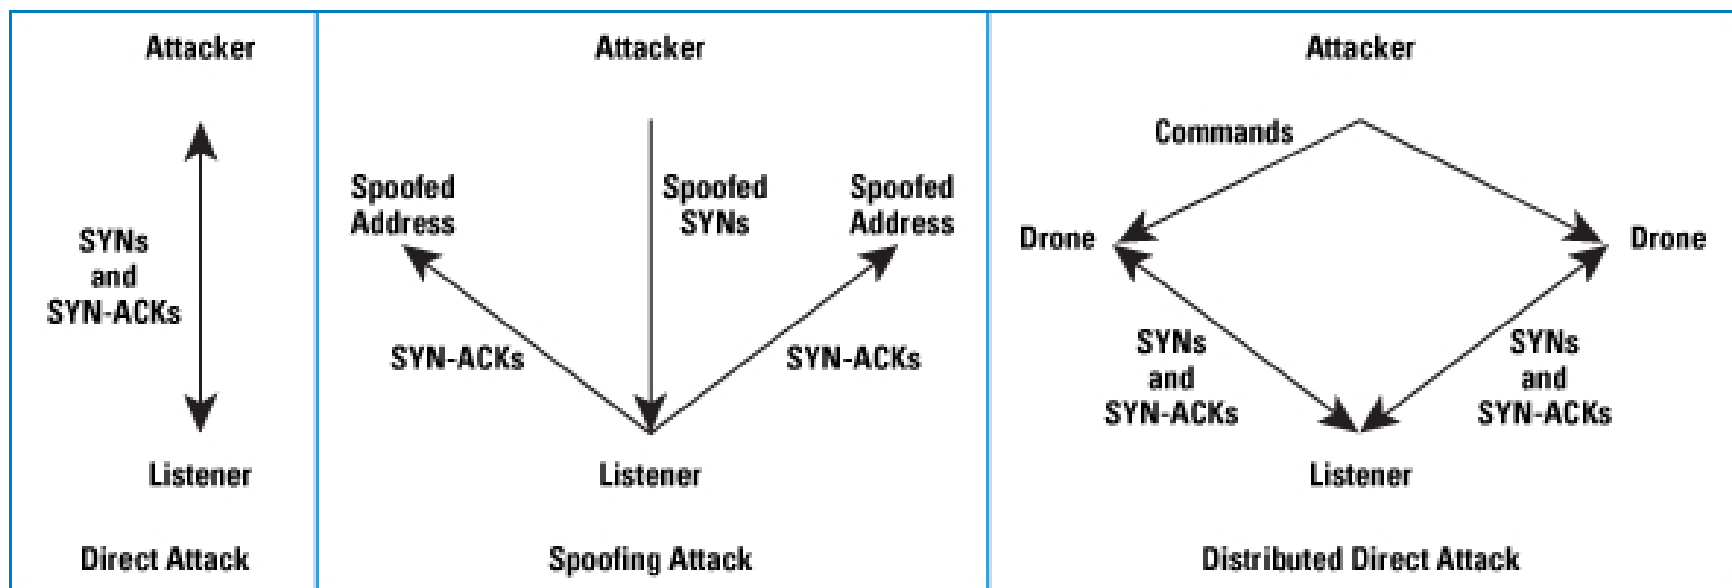 Attacker
SYNs
and
SYN-ACKs
Listener
Direct Attack
Attacker
Spoofed
Address
Spoofed
SYNs
Spoofed
Address
SYN-ACKs
SYN-ACKs
Listener
Spoofing Attack
Attacker
Commands
Drone
Drone
SYNs
and
SYN-ACKs
SYNs
and
SYN-ACKs
Listener
Distributed Direct Attack